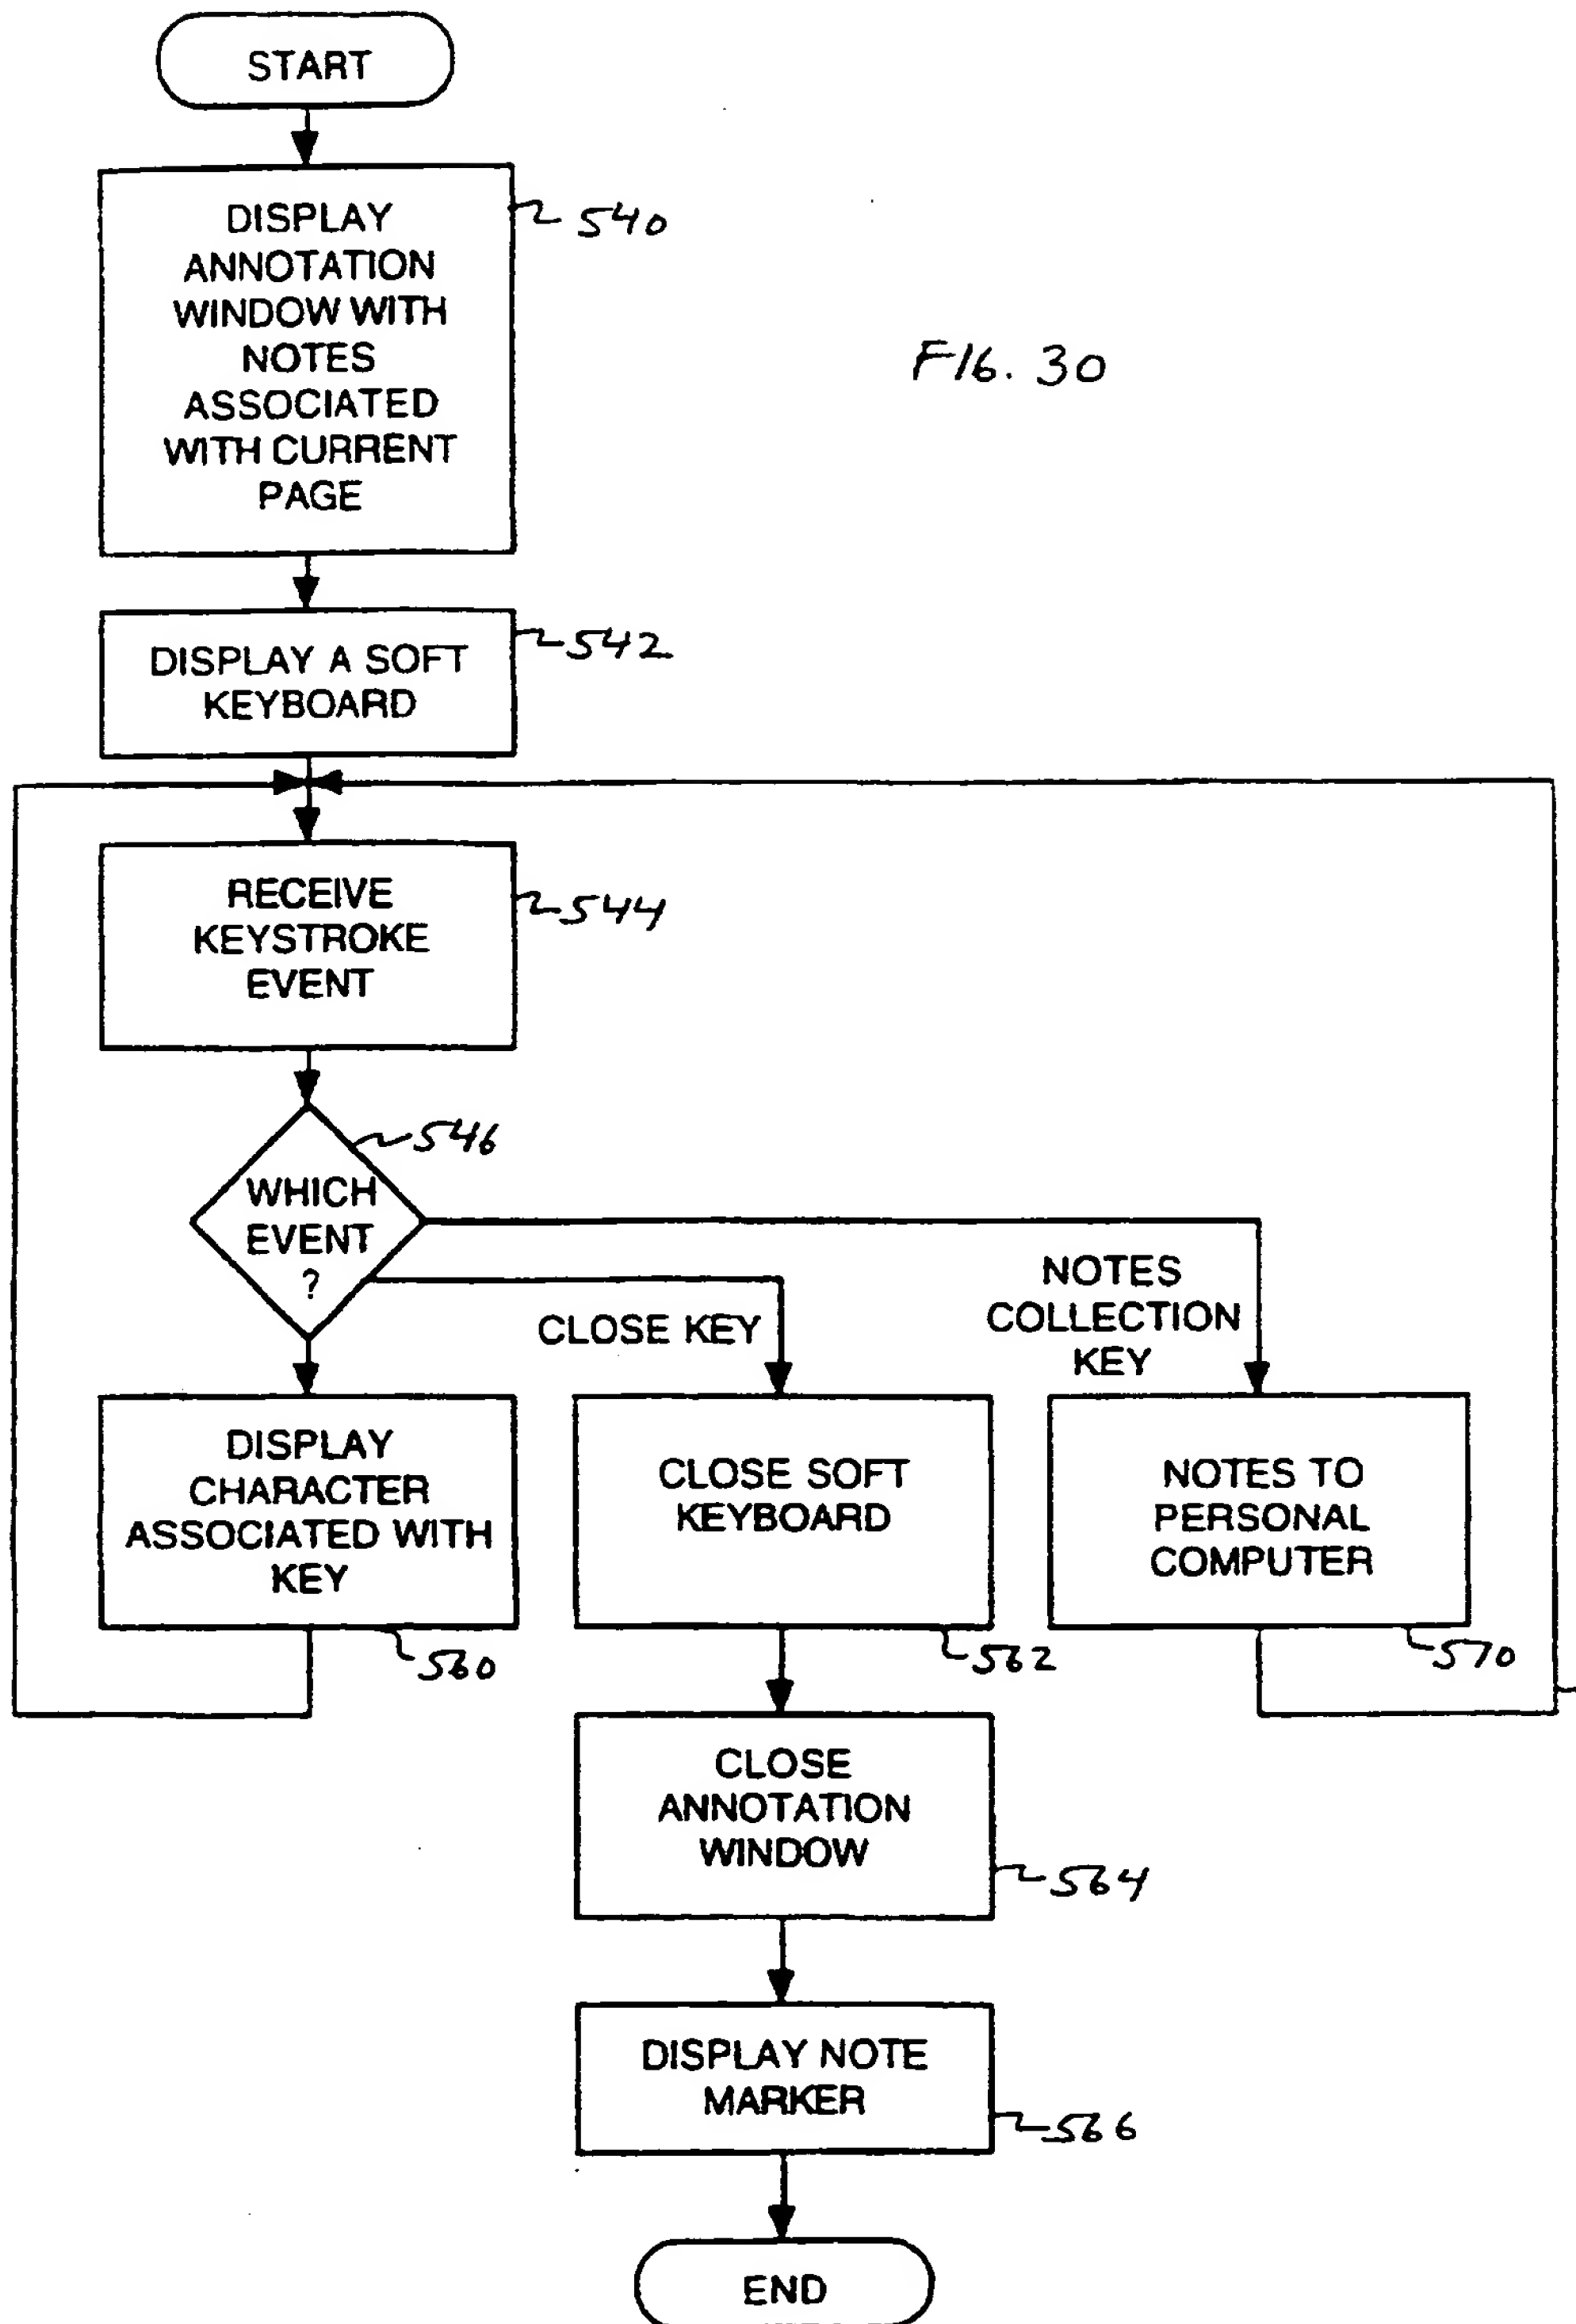 START
DISPLAY
ANNOTATION
WINDOW WITH
NOTES
ASSOCIATED
WITH CURRENT
PAGE
540
FIG. 30
DISPLAY A SOFT
KEYBOARD
542
RECEIVE
KEYSTROKE
EVENT
544
546
WHICH
EVENT
?
CLOSE KEY
NOTES
COLLECTION
KEY
DISPLAY
CHARACTER
ASSOCIATED WITH
KEY
560
CLOSE SOFT
KEYBOARD
562
NOTES TO
PERSONAL
COMPUTER
570
CLOSE
ANNOTATION
WINDOW
564
DISPLAY NOTE
MARKER
566
END